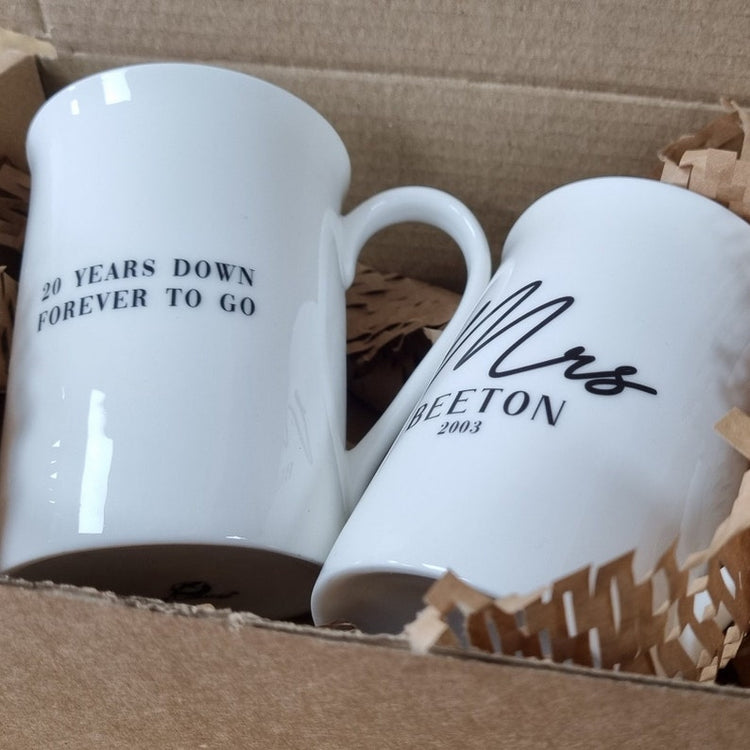 20 YEARS DOWN
FOREVER TO GO
Mrs
BEETON
2003